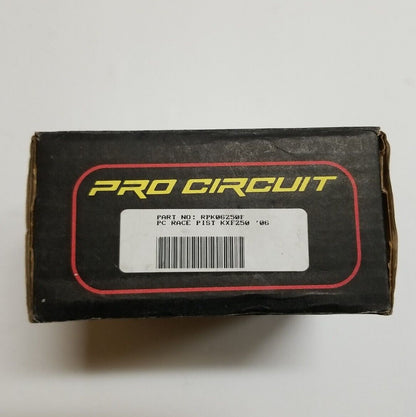 PRO CIRCUIT
PART NO: RPK06250F
PC RACE PIST KXF250 '06